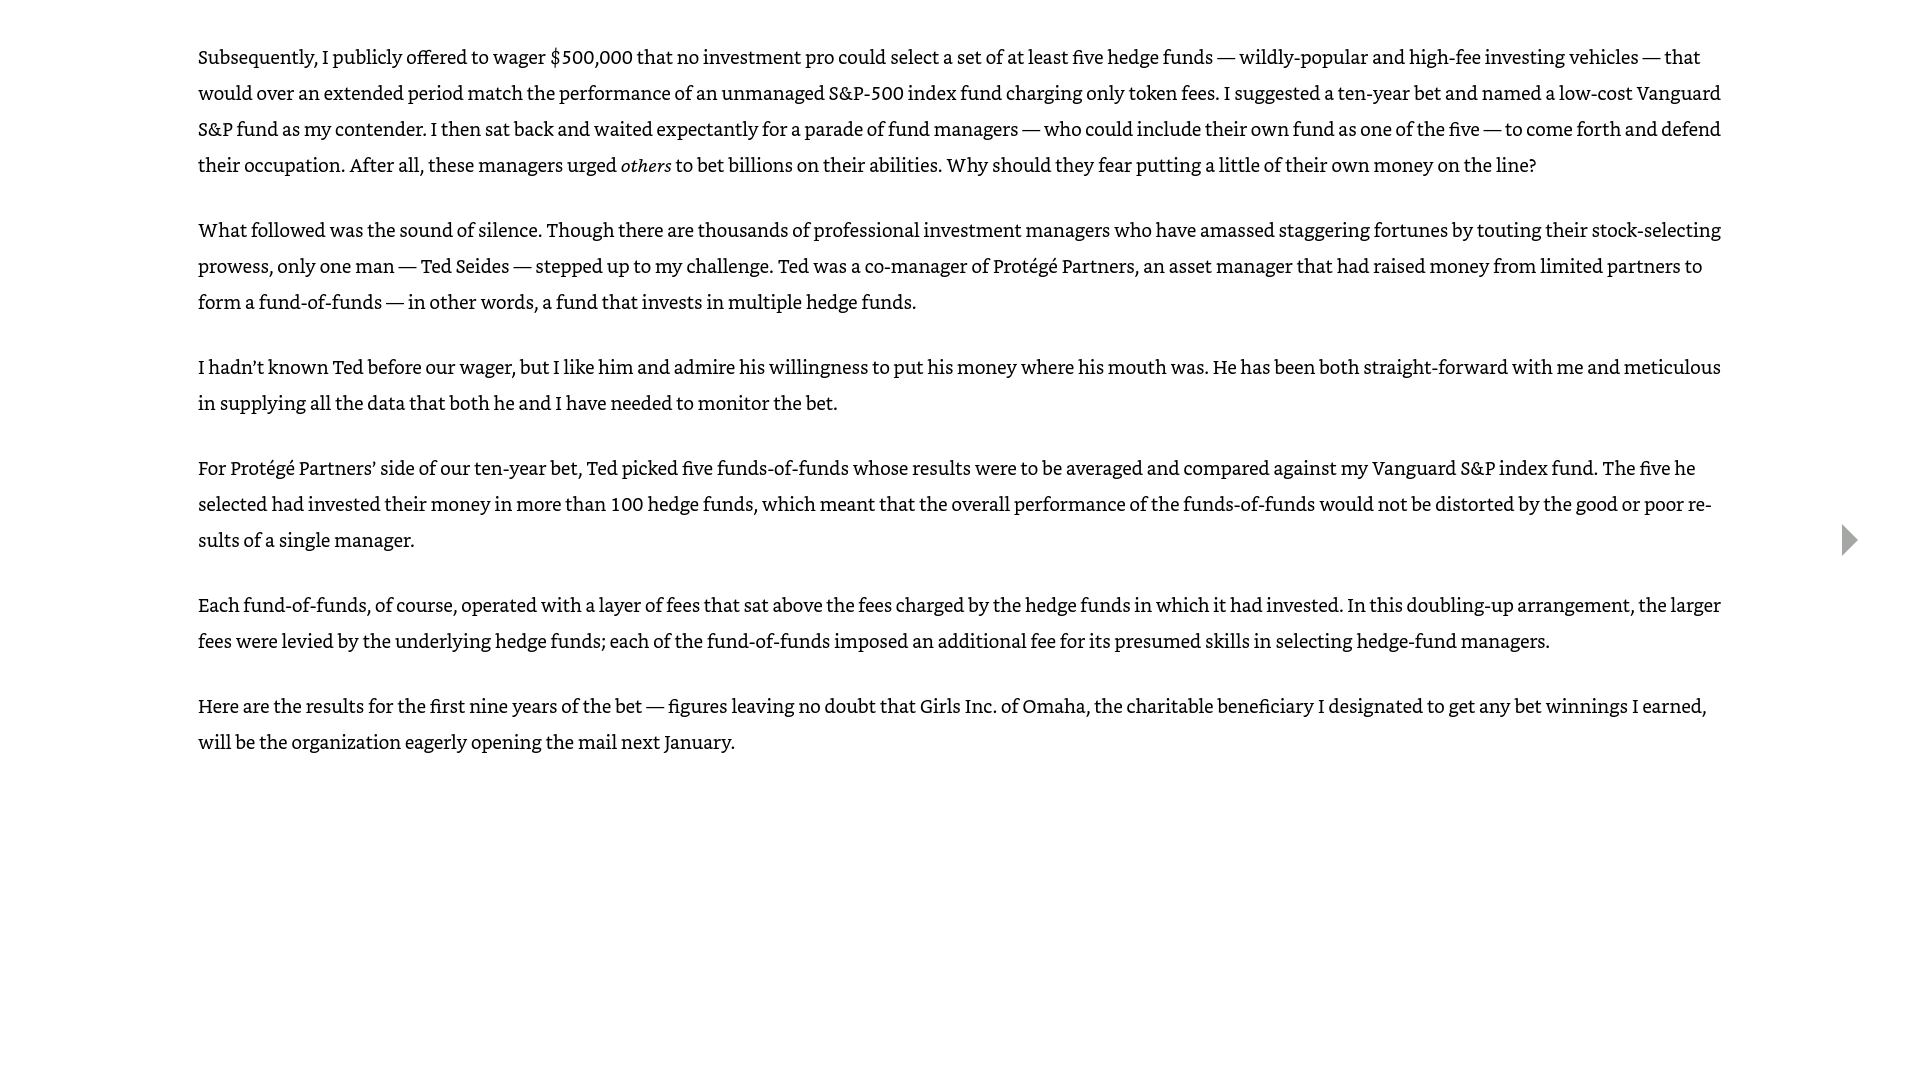 Subsequently, I publicly offered to wager $500,000 that no investment pro could select a set of at least five hedge funds — wildly-popular and high-fee investing vehicles — that
would over an extended period match the performance of an unmanaged S&P-500 index fund charging only token fees. I suggested a ten-year bet and named a low-cost Vanguard
S&P fund as my contender. I then sat back and waited expectantly for a parade of fund managers — who could include their own fund as one of the five — to come forth and defend
their occupation. After all, these managers urged others to bet billions on their abilities. Why should they fear putting a little of their own money on the line?
What followed was the sound of silence. Though there are thousands of professional investment managers who have amassed staggering fortunes by touting their stock-selecting
prowess, only one man — Ted Seides — stepped up to my challenge. Ted was a co-manager of Protégé Partners, an asset manager that had raised money from limited partners to
form a fund-of-funds — in other words, a fund that invests in multiple hedge funds.
I hadn’t known Ted before our wager, but I like him and admire his willingness to put his money where his mouth was. He has been both straight-forward with me and meticulous
in supplying all the data that both he and I have needed to monitor the bet.
For Protégé Partners’ side of our ten-year bet, Ted picked five funds-of-funds whose results were to be averaged and compared against my Vanguard S&P index fund. The five he
selected had invested their money in more than 100 hedge funds, which meant that the overall performance of the funds-of-funds would not be distorted by the good or poor re-
sults of a single manager.
Each fund-of-funds, of course, operated with a layer of fees that sat above the fees charged by the hedge funds in which it had invested. In this doubling-up arrangement, the larger
fees were levied by the underlying hedge funds; each of the fund-of-funds imposed an additional fee for its presumed skills in selecting hedge-fund managers.
Here are the results for the first nine years of the bet — figures leaving no doubt that Girls Inc. of Omaha, the charitable beneficiary I designated to get any bet winnings I earned,
will be the organization eagerly opening the mail next January.